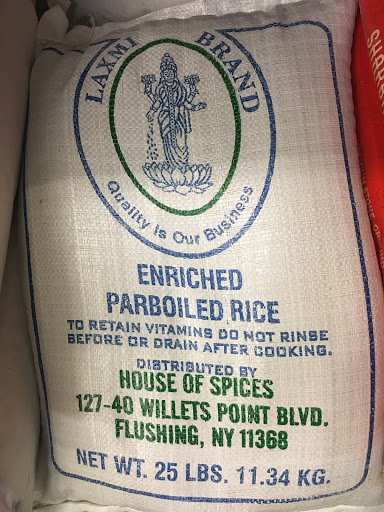 LAXMI BRAND
Quality Is Our Business
ENRICHED
PARBOILED RICE
TO RETAIN VITAMINS DO NOT RINSE
BEFORE OR DRAIN AFTER COOKING.
DISTRIBUTED BY
HOUSE OF SPICES
127-40 WILLETS POINT BLVD.
FLUSHING, NY 11368
NET WT. 25 LBS. 11.34 KG.